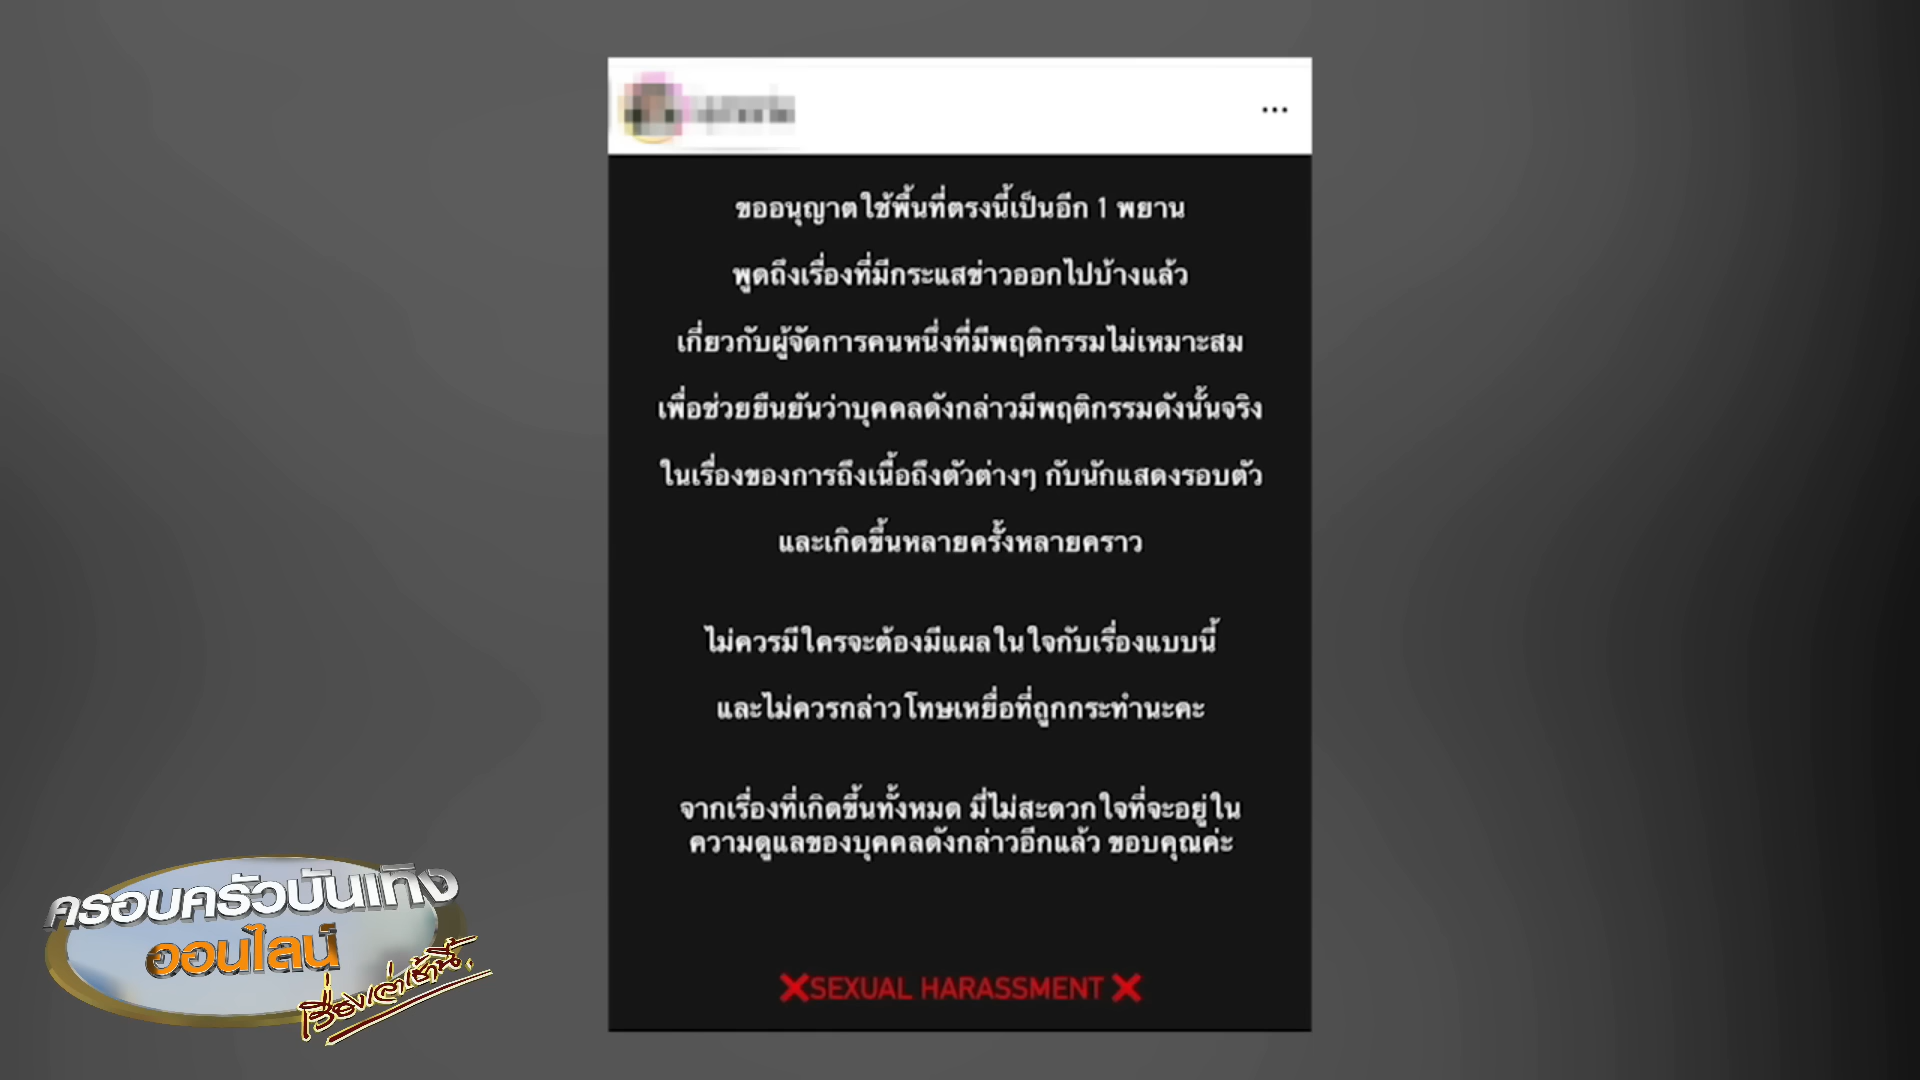 ขออนุญาตใช้พื้นที่ตรงนี้เป็นอีก 1 พยาน
พูดถึงเรื่องที่มีกระแสข่าวออกไปบ้างแล้ว
เกี่ยวกับผู้จัดการคนหนึ่งที่มีพฤติกรรมไม่เหมาะสม
เพื่อช่วยยืนยันว่าบุคคลดังกล่าวมีพฤติกรรมดังนั้นจริง
ในเรื่องของการถึงเนื้อถึงตัวต่างๆ กับนักแสดงรอบตัว
และเกิดขึ้นหลายครั้งหลายคราว
ไม่ควรมีใครจะต้องมีแผลในใจกับเรื่องแบบนี้
และไม่ควรกล่าวโทษเหยื่อที่ถูกกระทำนะคะ
จากเรื่องที่เกิดขึ้นทั้งหมด มี่ไม่สะดวกใจที่จะอยู่ใน
ความดูแลของบุคคลดังกล่าวอีกแล้ว ขอบคุณค่ะ
❌SEXUAL HARASSMENT ❌
ครอบครัวบันเทิง
ออนไลน์
เรื่องเล่าเช้านี้